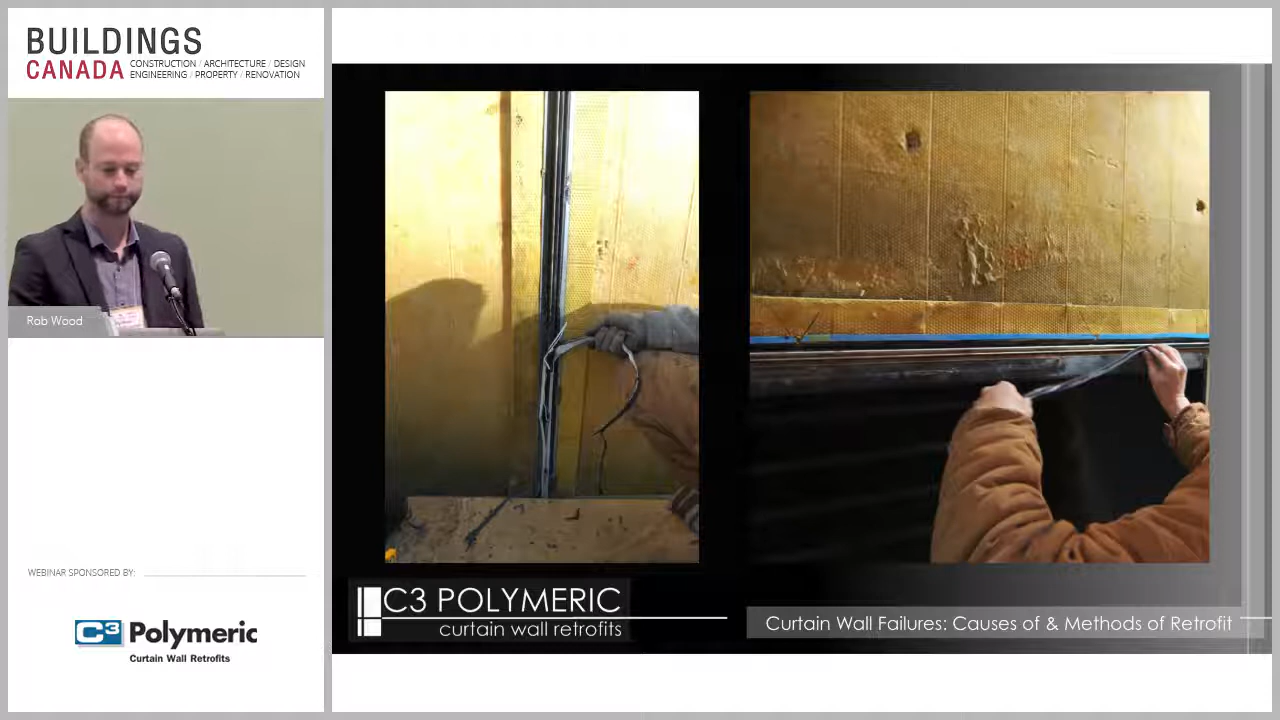 BUILDINGS
CANADA
CONSTRUCTION / ARCHITECTURE / DESIGN
ENGINEERING / PROPERTY / RENOVATION
Rab Wood
WEBINAR SPONSORED BY:
C3 Polymeric
Curtain Wall Retrofits
C3 POLYMERIC
curtain wall retrofits
Curtain Wall Failures: Causes of & Methods of Retrofit